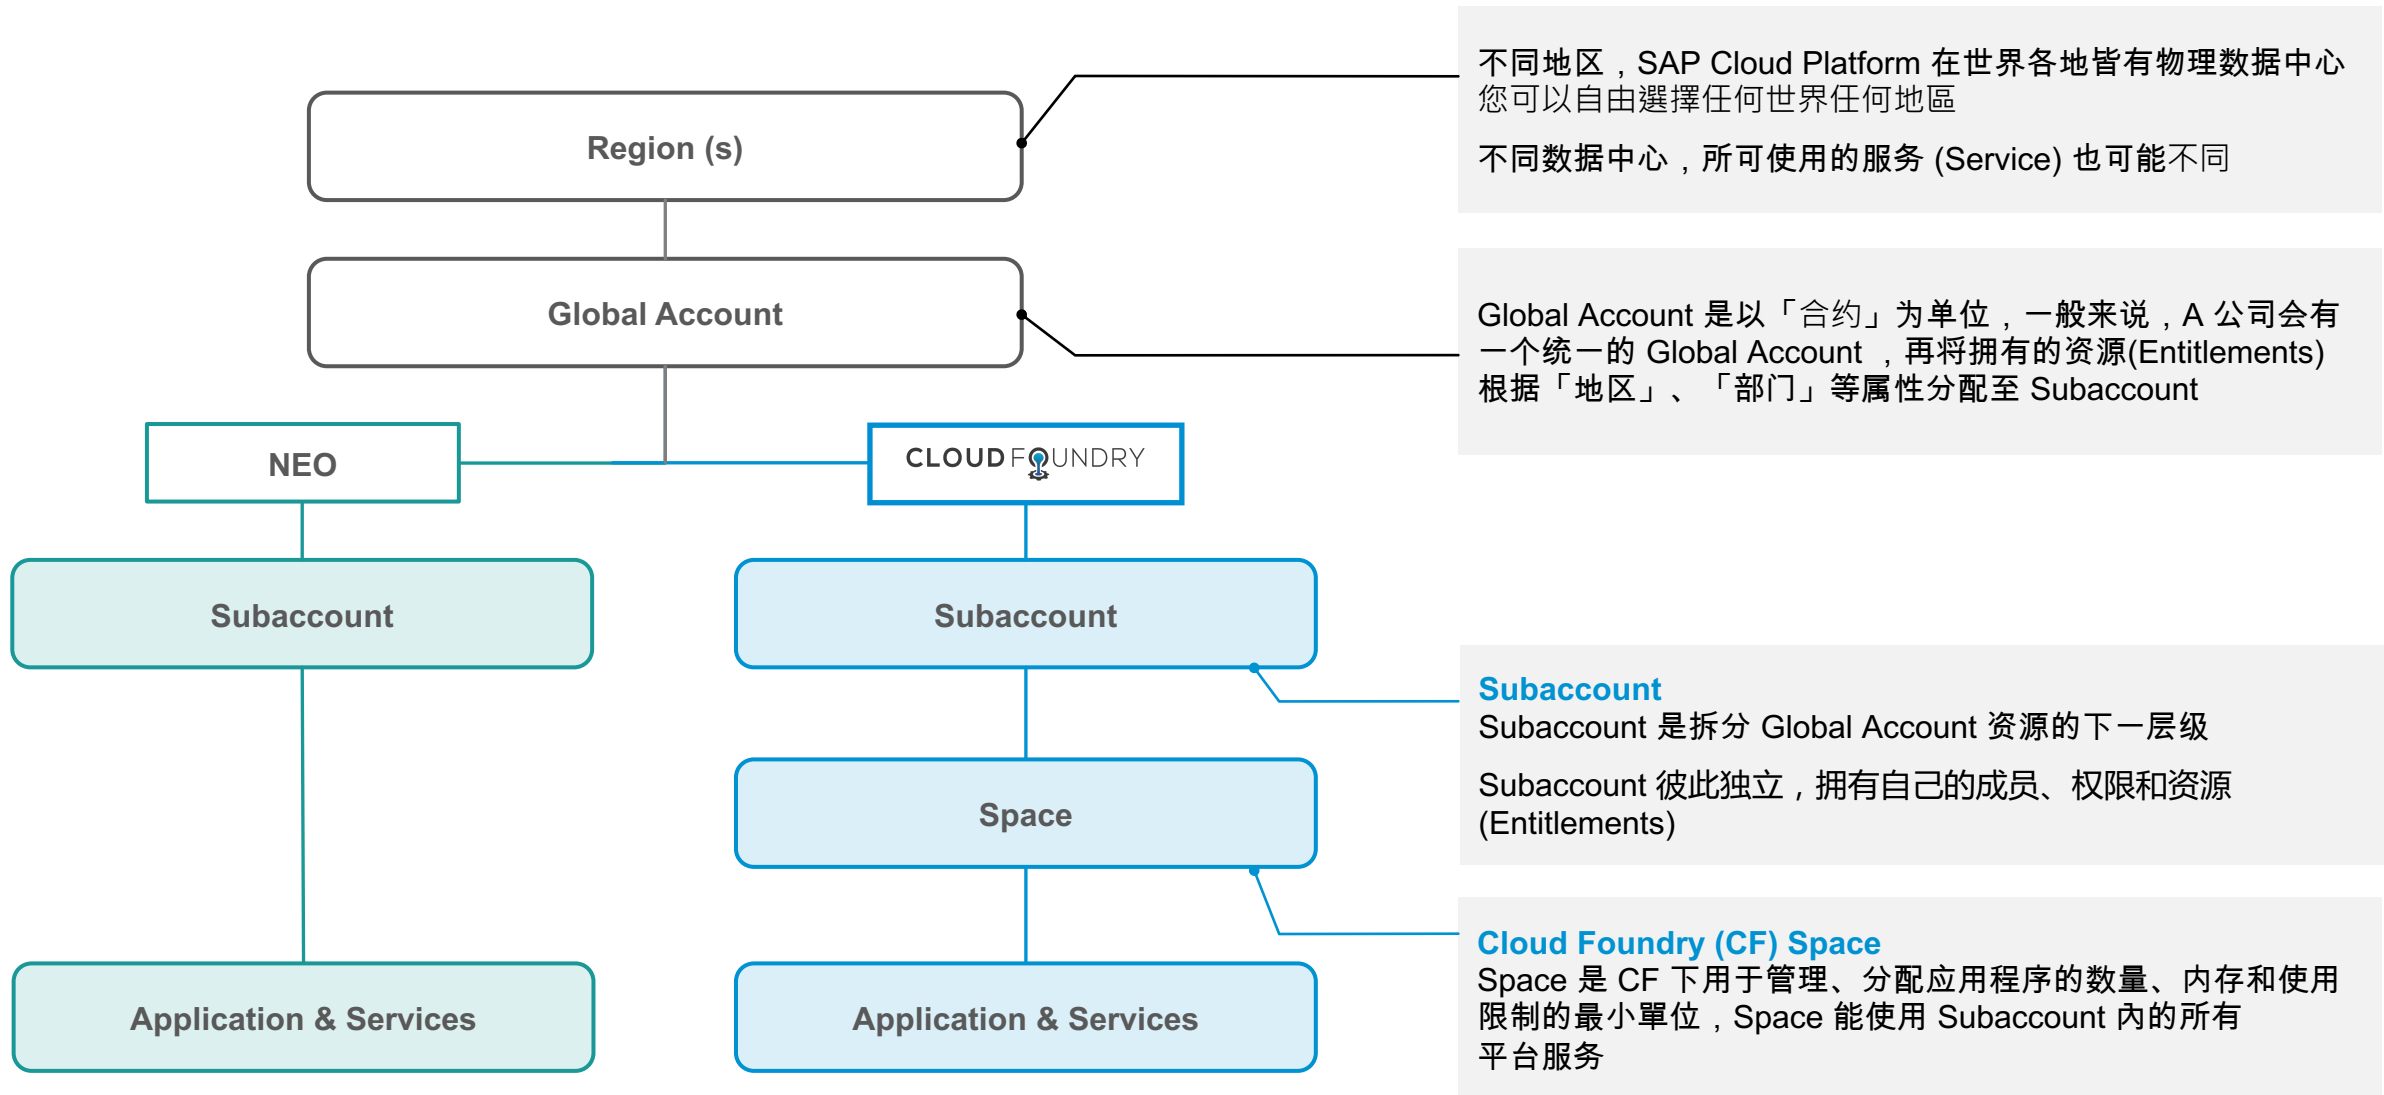 Region (s)
Global Account
NEO
CLOUD FOUNDRY
Subaccount
Subaccount
Space
Application & Services
Application & Services
不同地区，SAP Cloud Platform 在世界各地皆有物理数据中心
您可以自由選擇任何世界任何地區
不同数据中心，所可使用的服务 (Service) 也可能不同
Global Account 是以「合约」为单位，一般来说，A 公司会有
一个统一的 Global Account ，再将拥有的资源(Entitlements)
根据「地区」、「部门」等属性分配至 Subaccount
Subaccount
Subaccount 是拆分 Global Account 资源的下一层级
Subaccount 彼此独立，拥有自己的成员、权限和资源
(Entitlements)
Cloud Foundry (CF) Space
Space 是 CF 下用于管理、分配应用程序的数量、内存和使用
限制的最小單位，Space 能使用 Subaccount 內的所有
平台服务